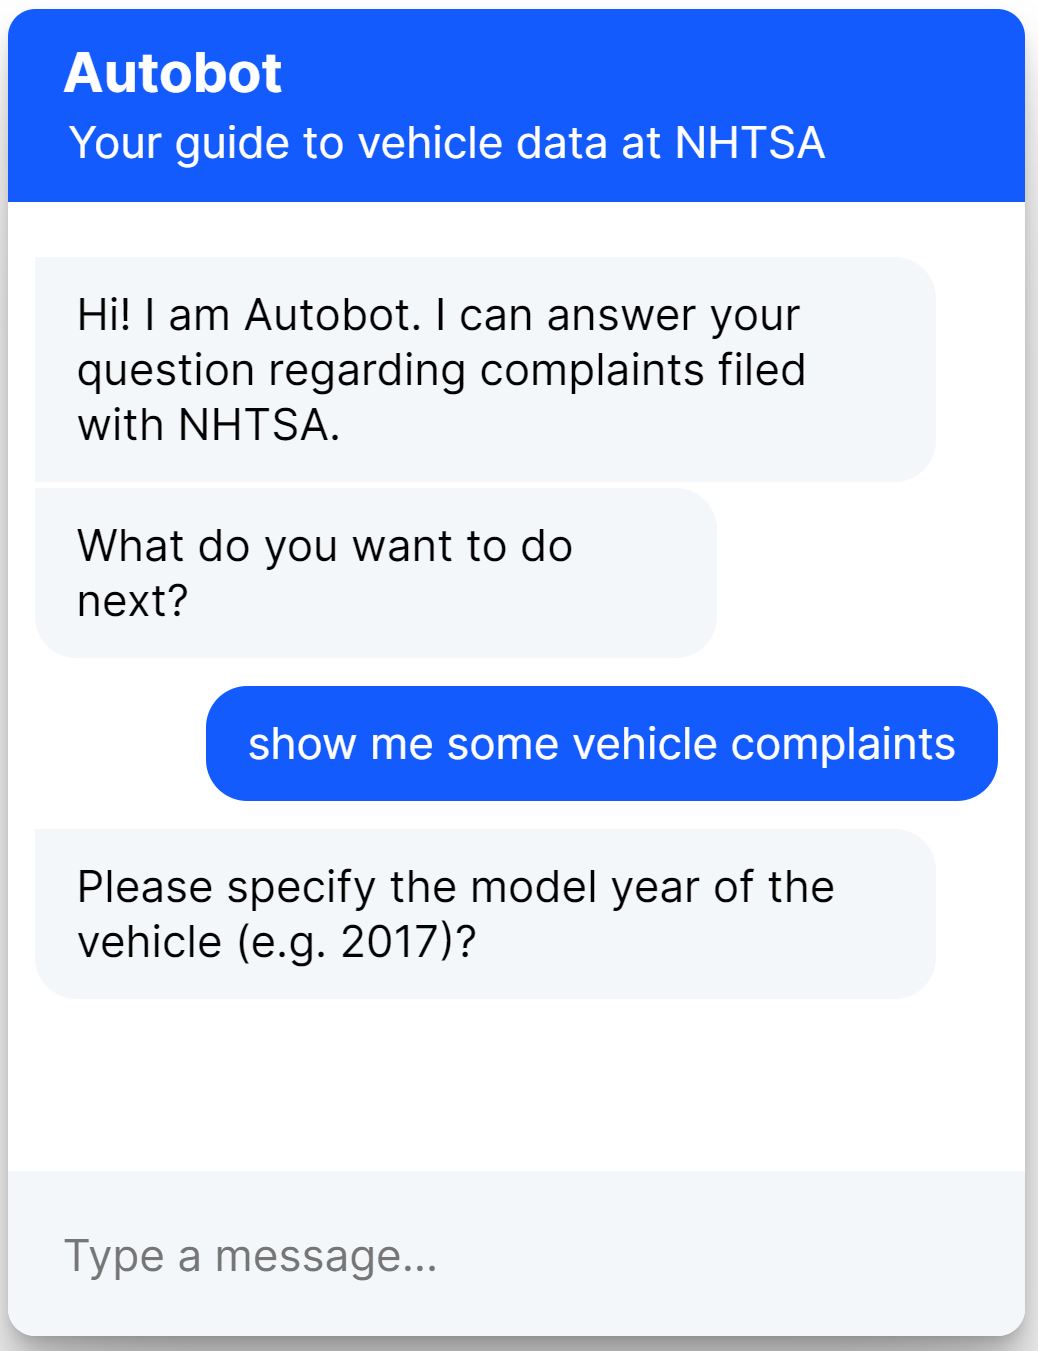 Autobot
Your guide to vehicle data at NHTSA
Hi! I am Autobot. I can answer your
question regarding complaints filed
with NHTSA.
What do you want to do
next?
show me some vehicle complaints
Please specify the model year of the
vehicle (e.g. 2017)?
Type a message...